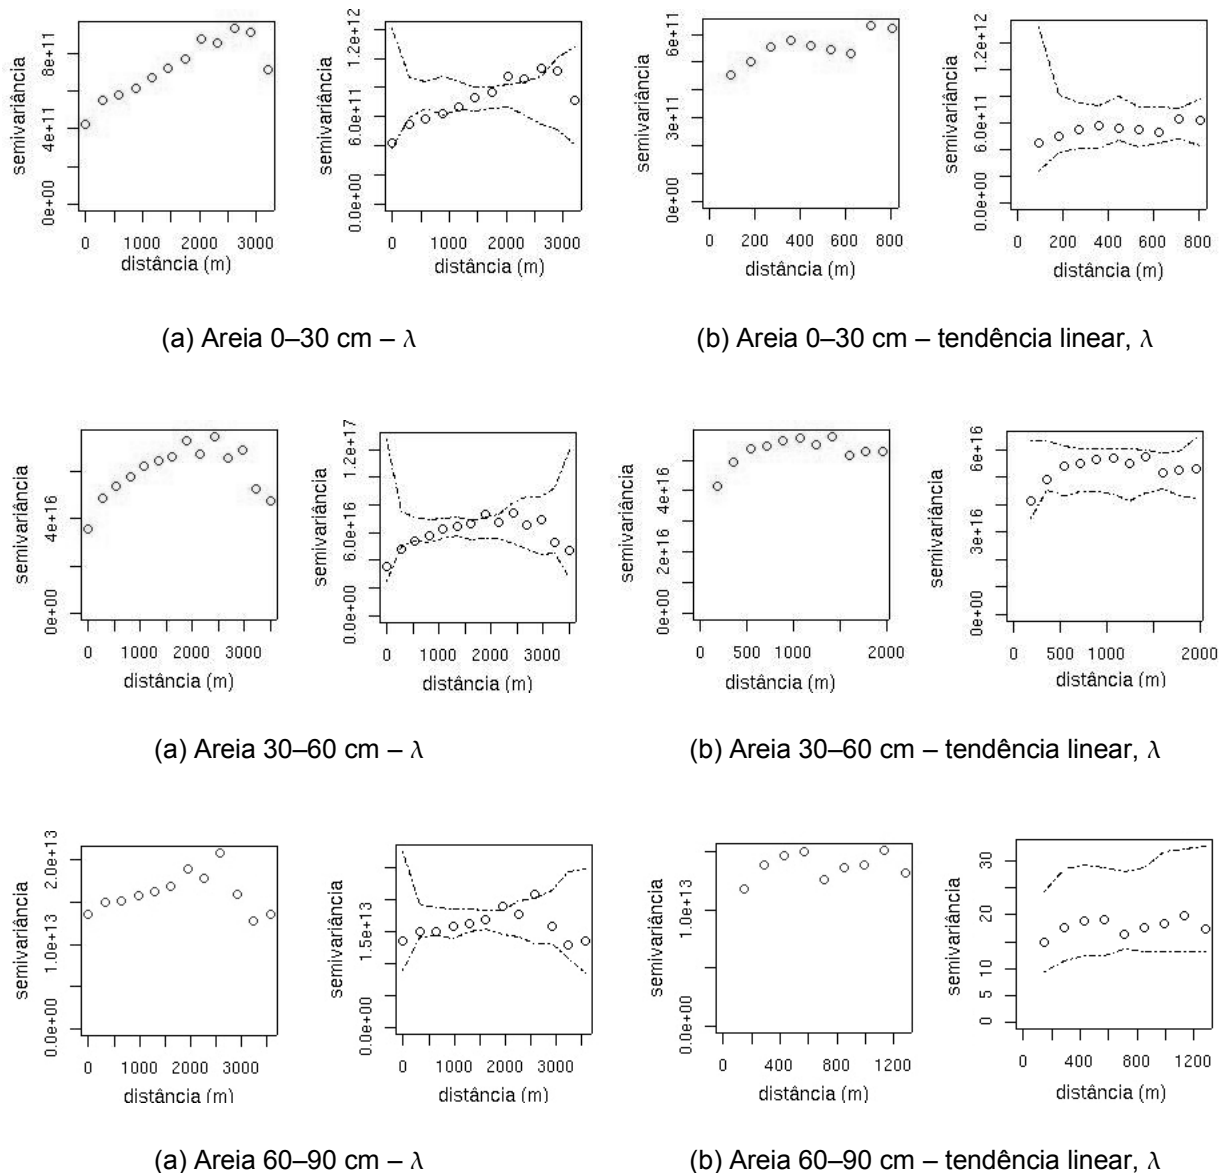 semivariância
0e+00 4e+11 8e+11
0 1000 2000 3000
distância (m)
semivariância
0.0e+00 6.0e+11 1.2e+12
0 1000 2000 3000
distância (m)
semivariância
0e+00 3e+11 6e+11
0 200 400 600 800
distância (m)
semivariância
0.0e+00 6.0e+11 1.2e+12
0 200 400 600 800
distância (m)
(a) Areia 0–30 cm – λ
(b) Areia 0–30 cm – tendência linear, λ
semivariância
0e+00 4e+16
0 1000 2000 3000
distância (m)
semivariância
0.0e+00 6.0e+16 1.2e+17
0 1000 2000 3000
distância (m)
semivariância
0e+00 2e+16 4e+16
0 500 1000 2000
distância (m)
semivariância
0e+00 3e+16 6e+16
0 500 1000 2000
distância (m)
(a) Areia 30–60 cm – λ
(b) Areia 30–60 cm – tendência linear, λ
semivariância
0.0e+00 1.0e+13 2.0e+13
0 1000 2000 3000
distância (m)
semivariância
0.0e+00 1.5e+13
0 1000 2000 3000
distância (m)
semivariância
0.0e+00 1.0e+13
0 400 800 1200
distância (m)
semivariância
0 5 10 20 30
0 400 800 1200
distância (m)
(a) Areia 60–90 cm – λ
(b) Areia 60–90 cm – tendência linear, λ